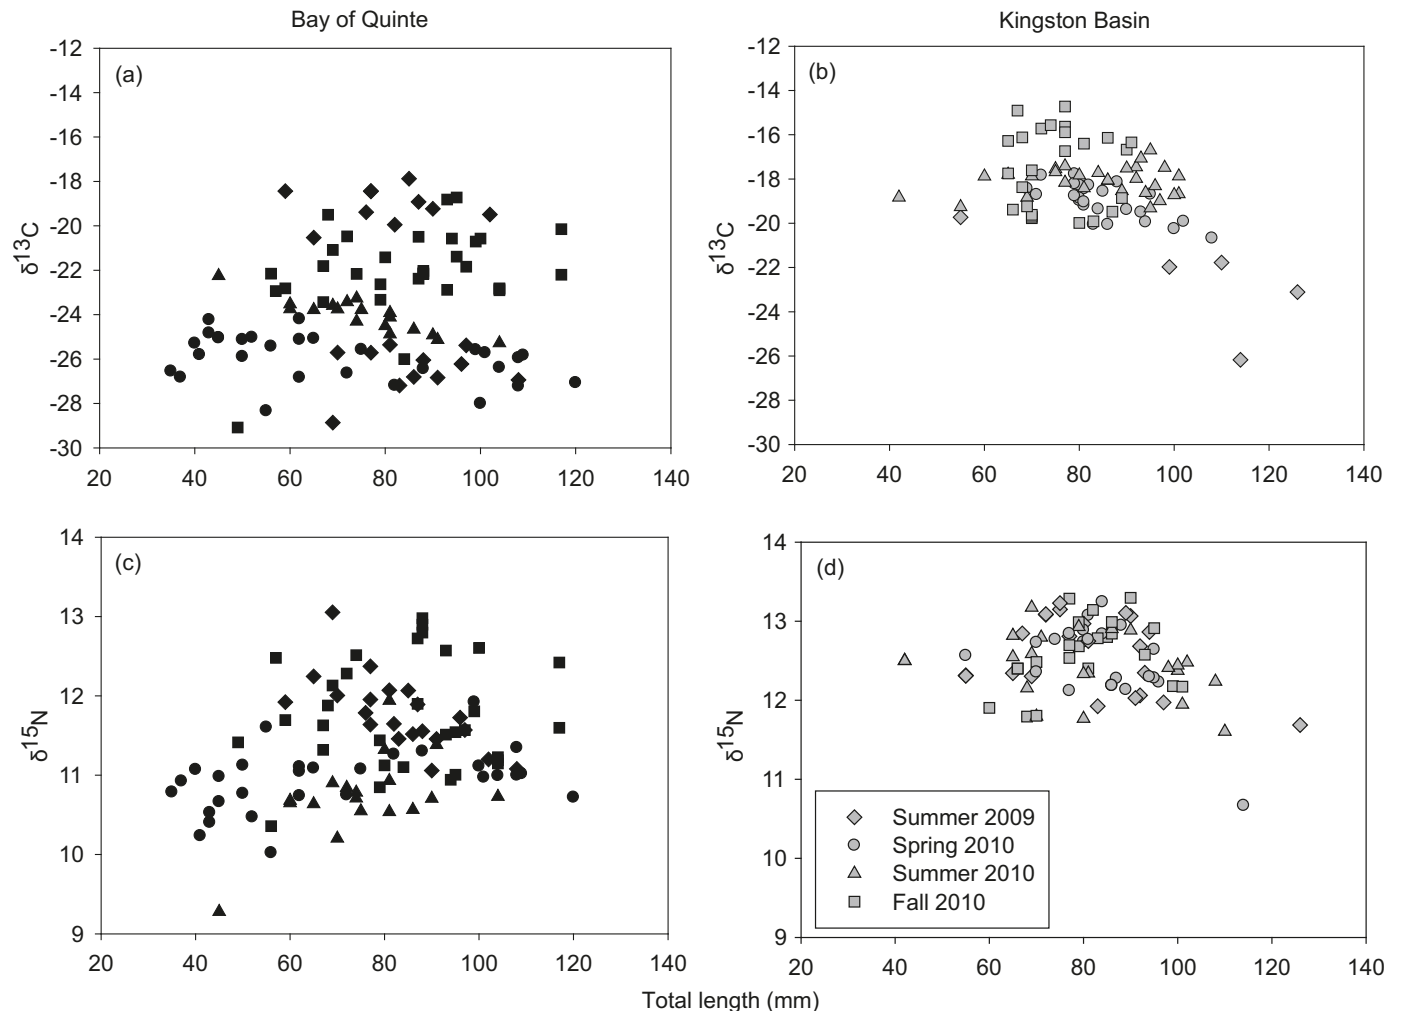 Bay of Quinte
Kingston Basin
(a)
-12
-14
-16
-18
-20
-22
-24
-26
-28
-30
δ13C
20 40 60 80 100 120 140
(b)
-12
-14
-16
-18
-20
-22
-24
-26
-28
-30
δ13C
20 40 60 80 100 120 140
(c)
14
13
12
11
10
9
δ15N
20 40 60 80 100 120 140
(d)
14
13
12
11
10
9
δ15N
Summer 2009
Spring 2010
Summer 2010
Fall 2010
20 40 60 80 100 120 140
Total length (mm)